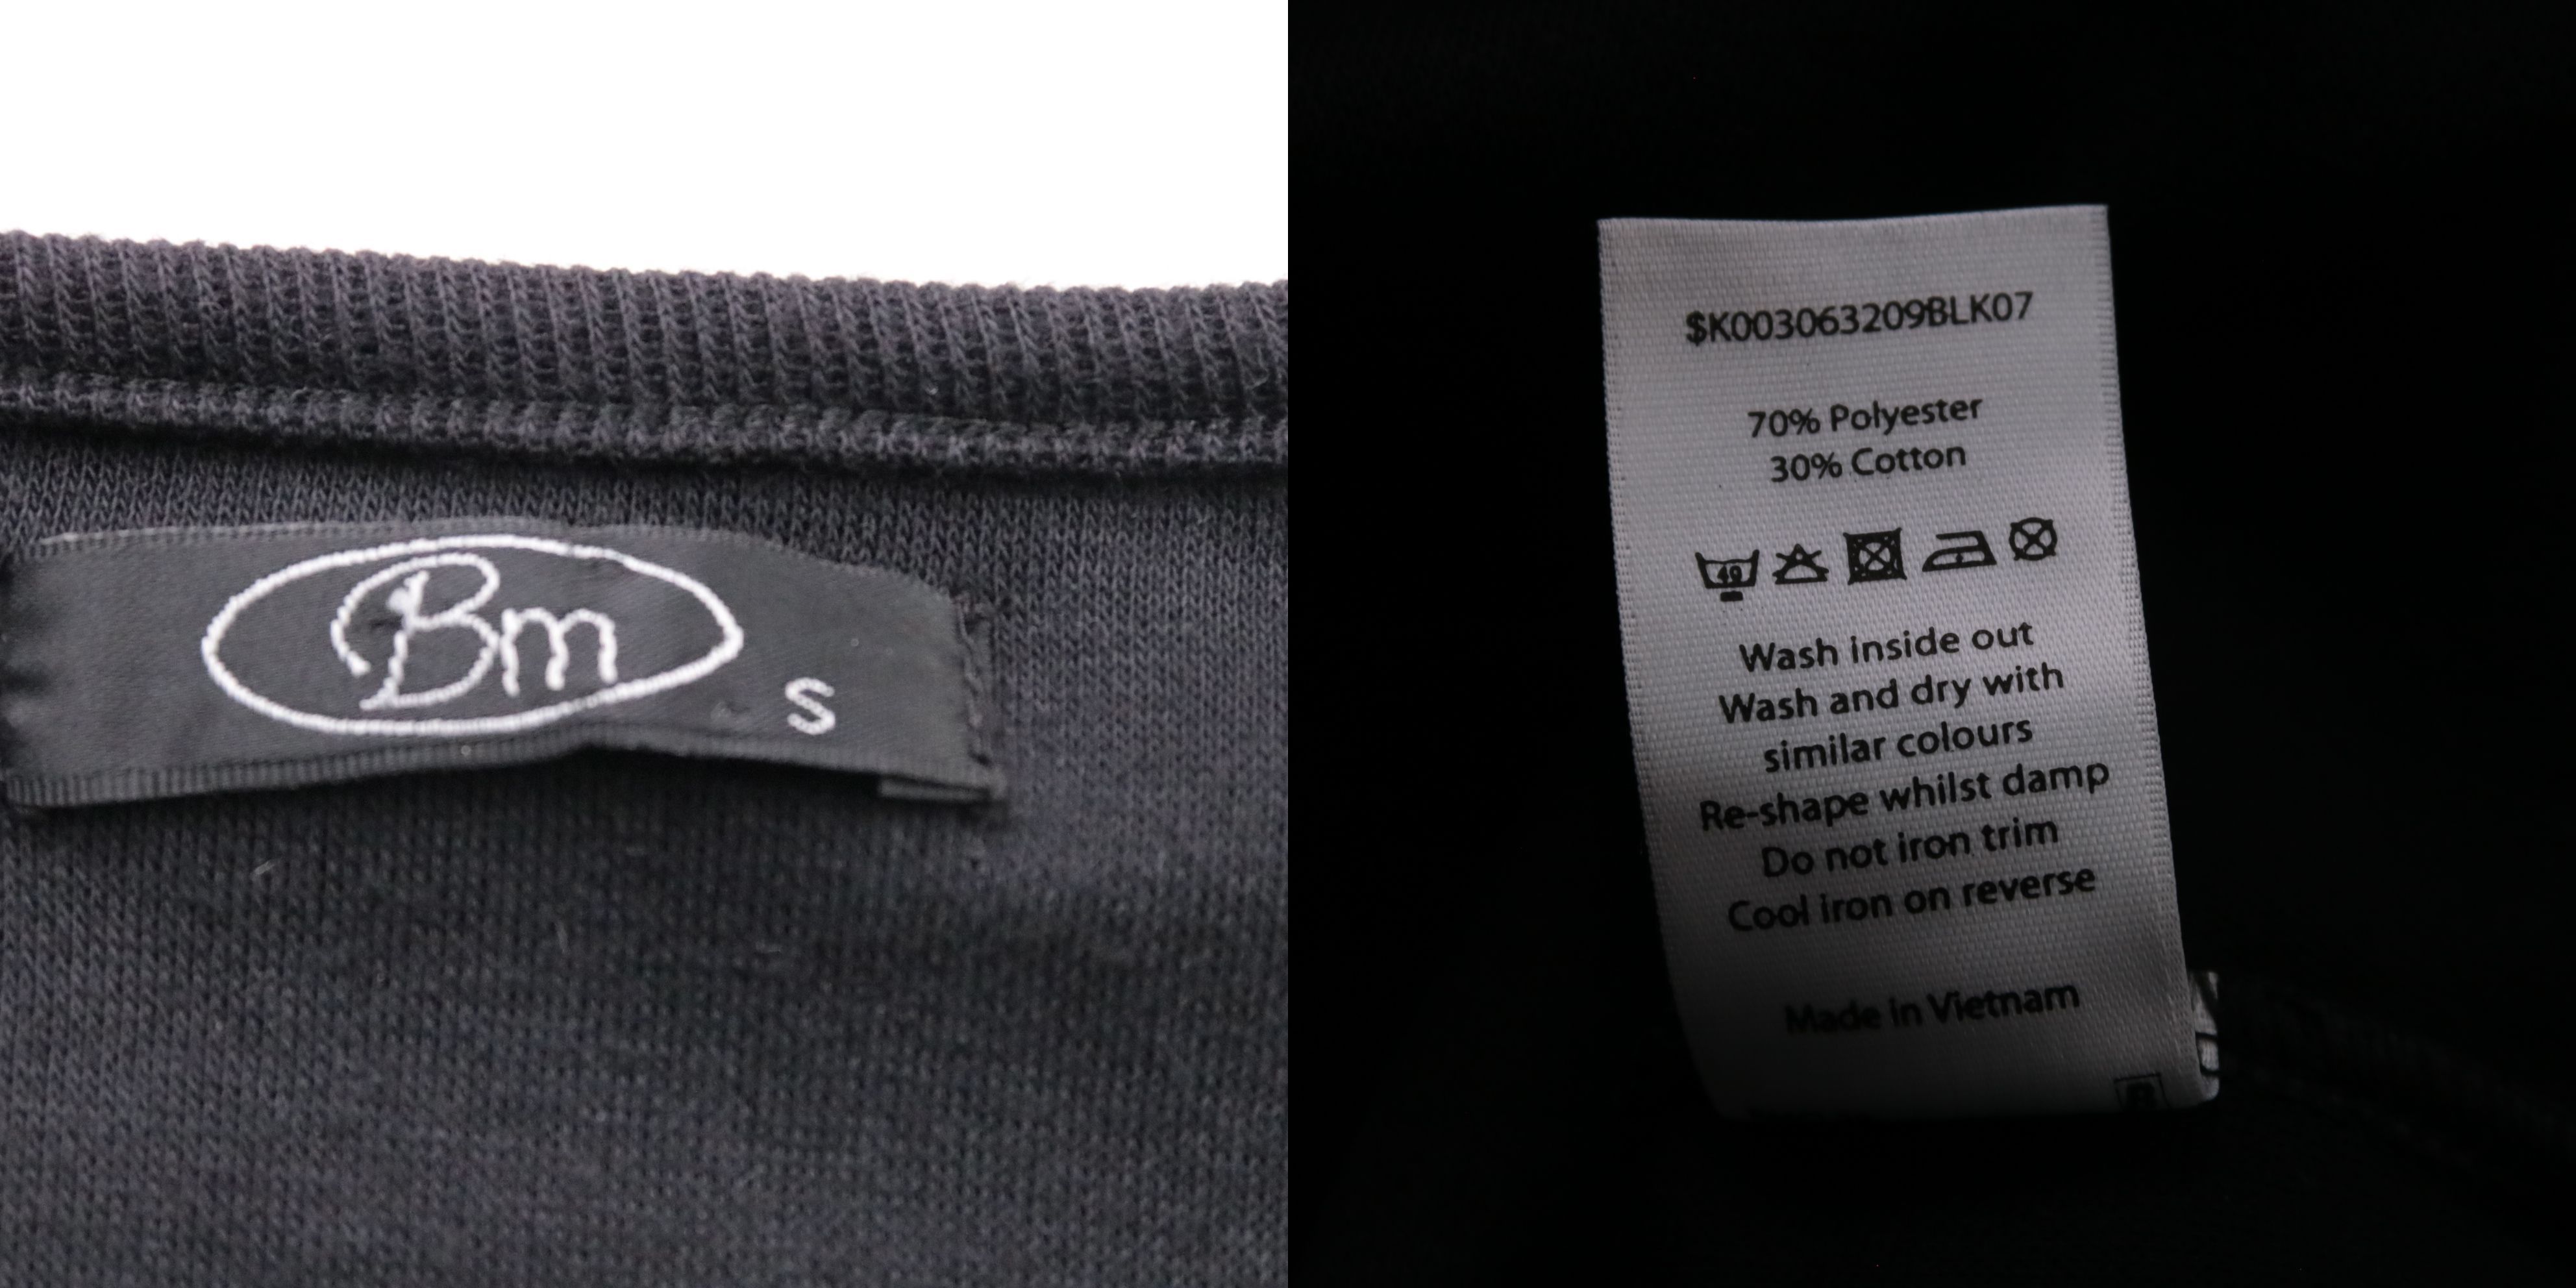 Bm
S
$K003063209BLK07
70% Polyester
30% Cotton
40
Wash inside out
Wash and dry with
similar colours
Re-shape whilst damp
Do not iron trim
Cool iron on reverse
Made in Vietnam